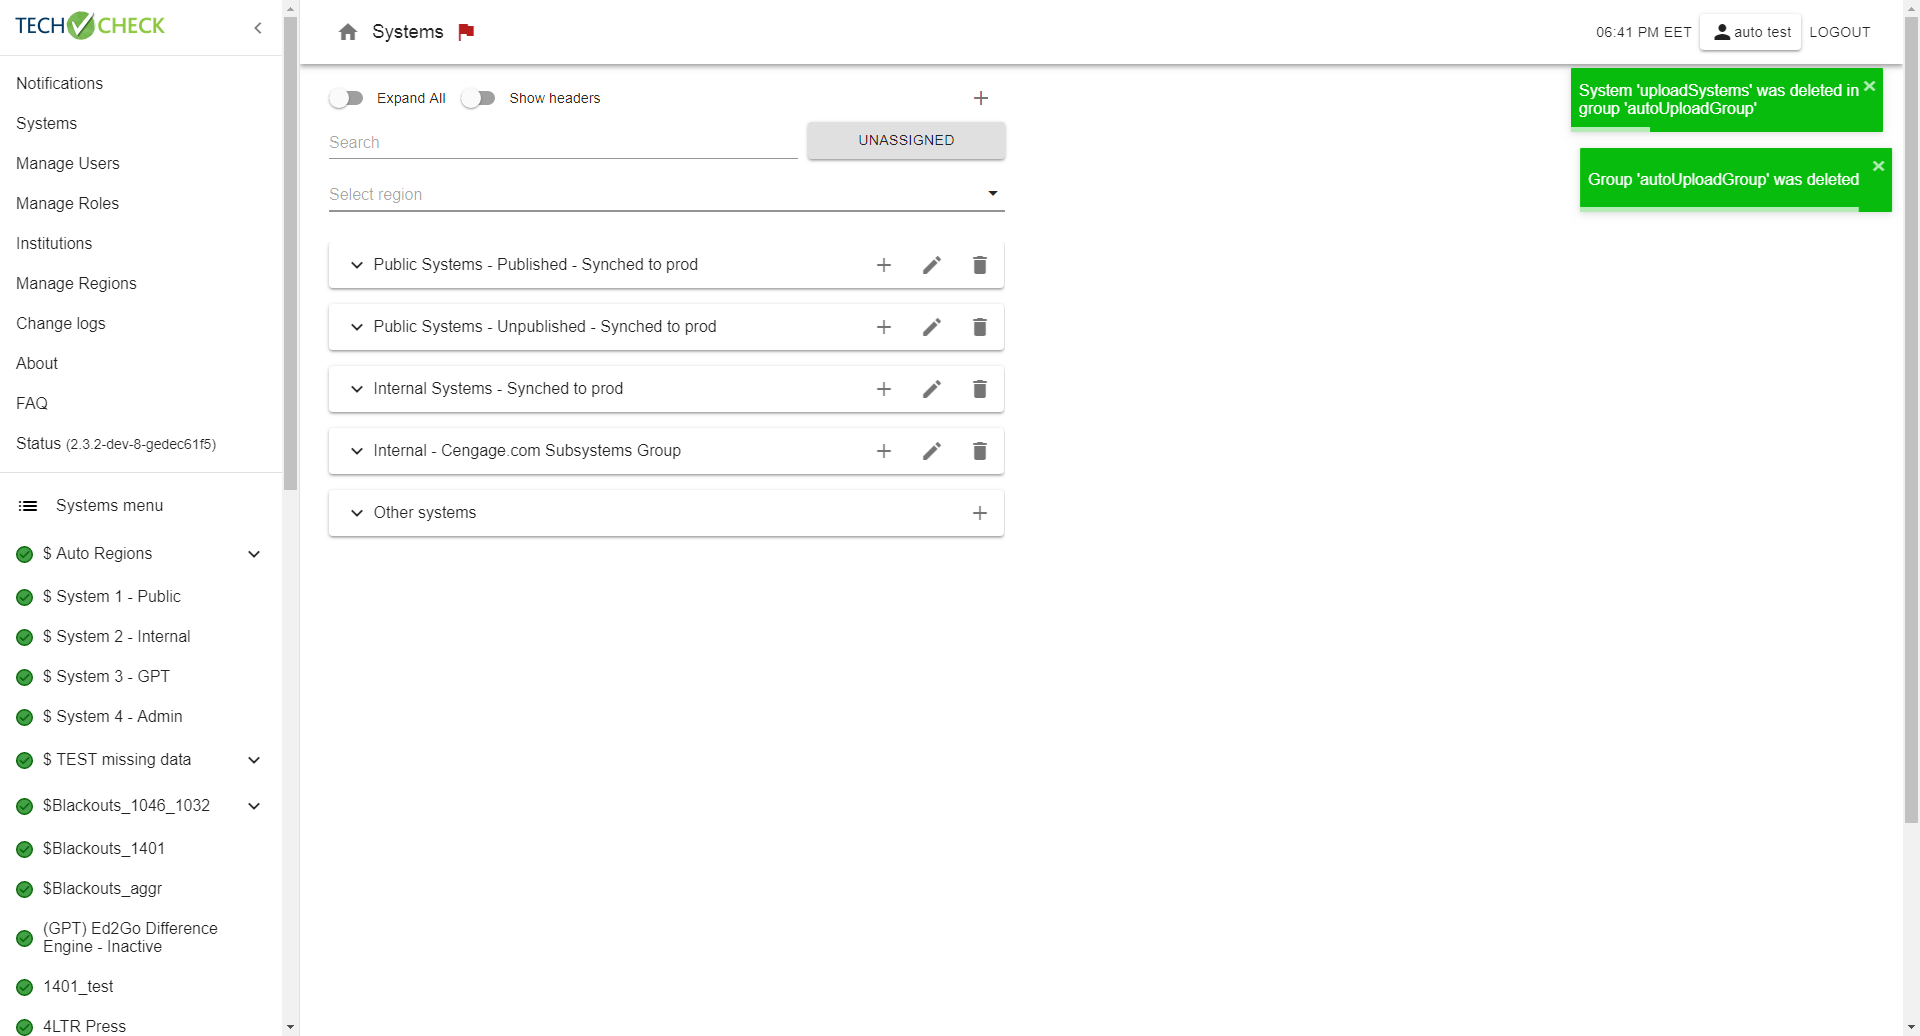 TECH CHECK
Notifications
Systems
Manage Users
Manage Roles
Institutions
Manage Regions
Change logs
About
FAQ
Status (2.3.2-dev-8-gedec61f5)
Systems menu
$ Auto Regions
$ System 1 - Public
$ System 2 - Internal
$ System 3 - GPT
$ System 4 - Admin
$ TEST missing data
$Blackouts_1046_1032
$Blackouts_1401
$Blackouts_aggr
(GPT) Ed2Go Difference
Engine - Inactive
1401_test
4LTR Press
Systems
06:41 PM EET
auto test
LOGOUT
Expand All
Show headers
Search
UNASSIGNED
Select region
Public Systems - Published - Synched to prod
Public Systems - Unpublished - Synched to prod
Internal Systems - Synched to prod
Internal - Cengage.com Subsystems Group
Other systems
System 'uploadSystems' was deleted in
group 'autoUploadGroup'
Group 'autoUploadGroup' was deleted